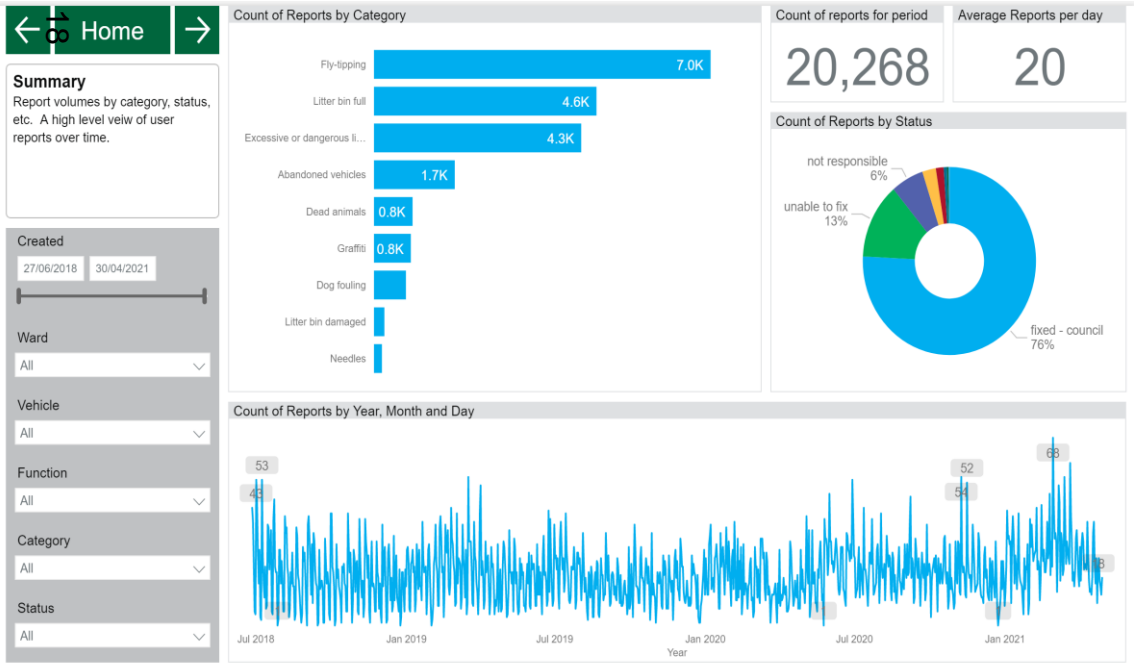 18
Home
Summary
Report volumes by category, status,
etc. A high level veiw of user
reports over time.
Created
27/06/2018 30/04/2021
Ward
All
Vehicle
All
Function
All
Category
All
Status
All
Count of Reports by Category
Fly-tipping 7.0K
Litter bin full 4.6K
Excessive or dangerous li... 4.3K
Abandoned vehicles 1.7K
Dead animals 0.8K
Graffiti 0.8K
Dog fouling
Litter bin damaged
Needles
Count of reports for period
20,268
Average Reports per day
20
Count of Reports by Status
not responsible
6%
unable to fix
13%
fixed - council
76%
Count of Reports by Year, Month and Day
53
43
52
54
68
Jul 2018 Jan 2019 Jul 2019 Jan 2020 Jul 2020 Jan 2021
Year